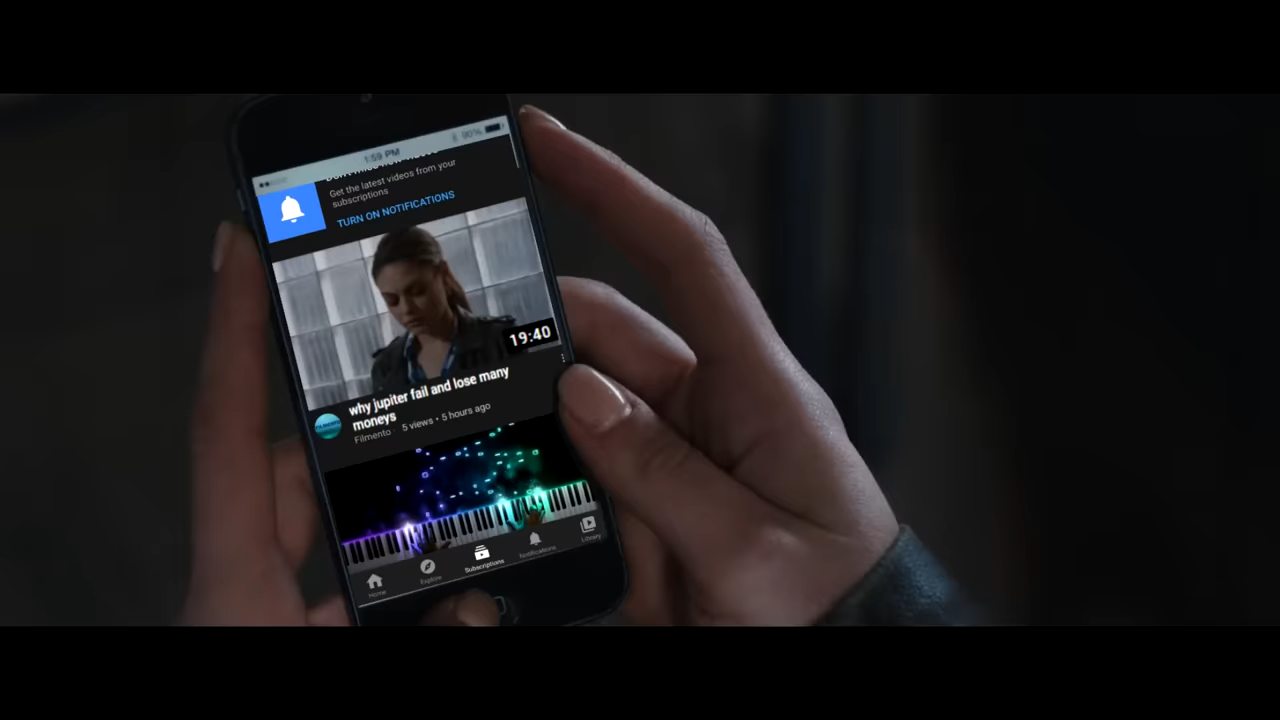 1:59 PM
90%
Get the latest videos from your
subscriptions
TURN ON NOTIFICATIONS
19:40
why jupiter fail and lose many
moneys
Filmento · 5 views • 5 hours ago
Home
Explore
Subscriptions
Notifications
Library